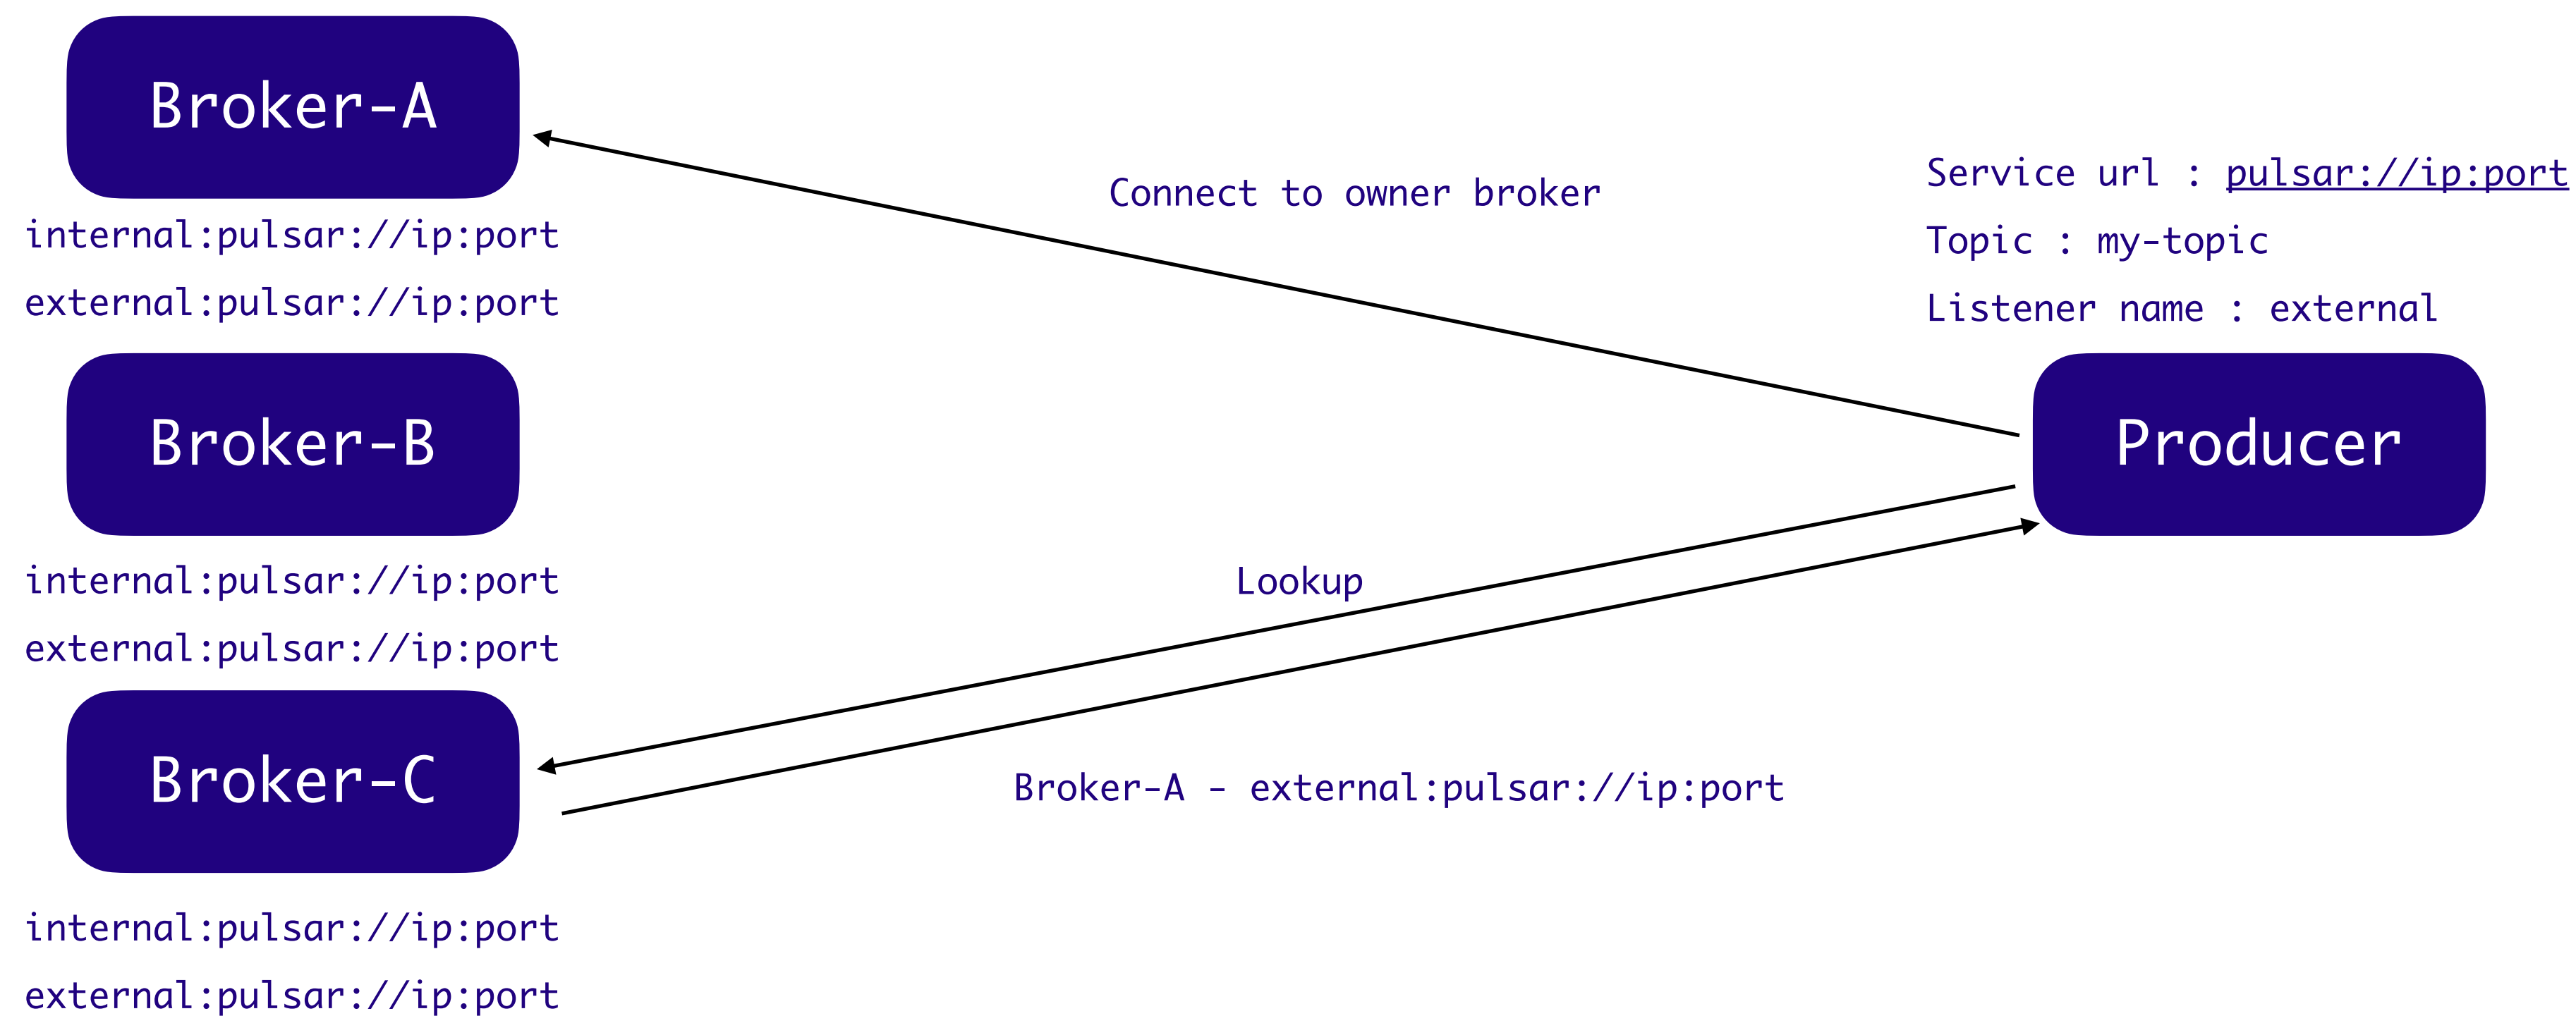 Broker-A
internal:pulsar://ip:port
external:pulsar://ip:port
Broker-B
internal:pulsar://ip:port
external:pulsar://ip:port
Broker-C
internal:pulsar://ip:port
external:pulsar://ip:port
Connect to owner broker
Lookup
Broker-A - external:pulsar://ip:port
Service url : pulsar://ip:port
Topic : my-topic
Listener name : external
Producer